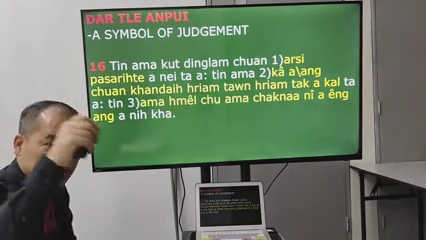 DAR TLE ANPUI
-A SYMBOL OF JUDGEMENT
16 Tin ama kut dinglam chuan 1)arsi
pasarihte a nei ta a: tin ama 2)kâ a\ang
chuan khandaih hriam tawn hriam tak a kal ta
a: tin 3)ama hmêl chu ama chaknaa nî a êng
ang a nih kha.